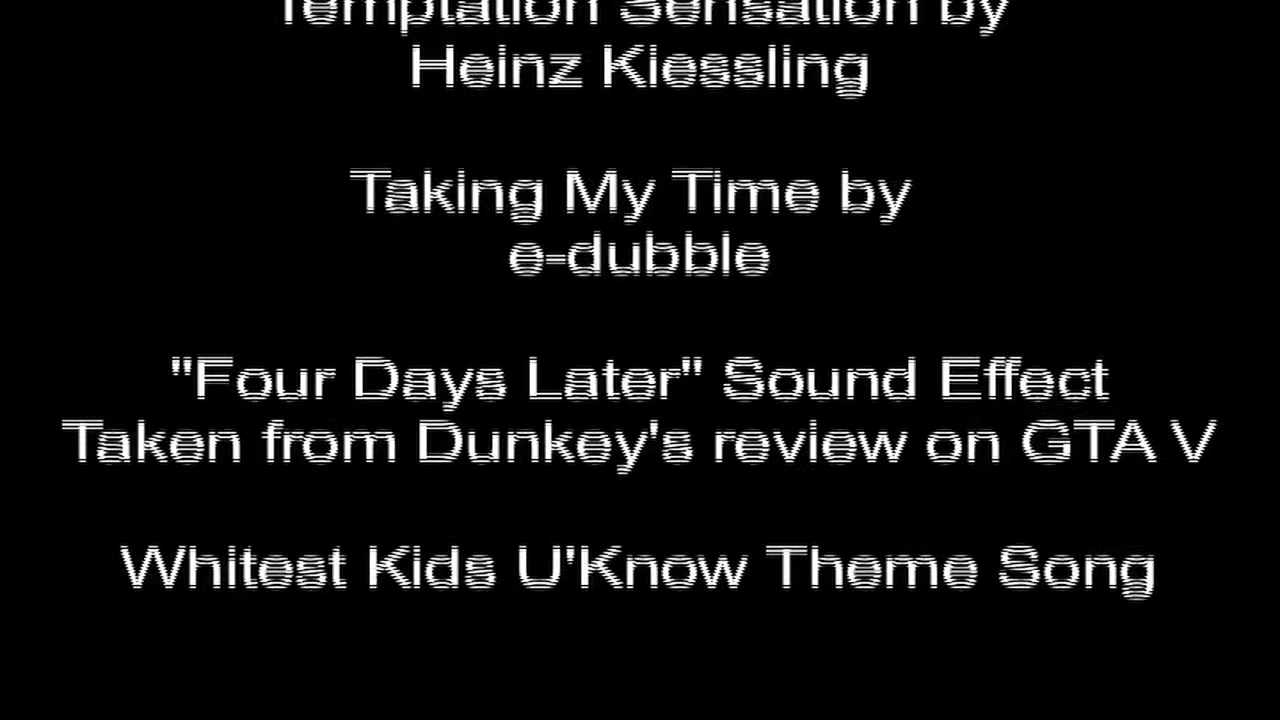 Temptation Sensation by
Heinz Kiessling
Taking My Time by
e-dubble
"Four Days Later" Sound Effect
Taken from Dunkey's review on GTA V
Whitest Kids U'Know Theme Song